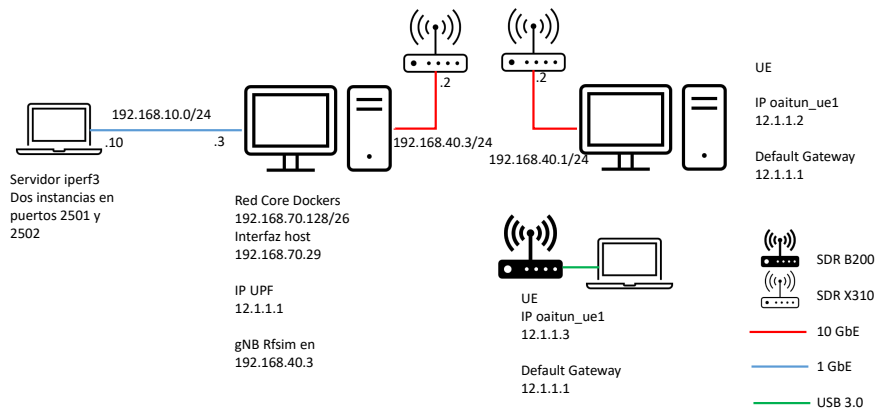 192.168.10.0/24
.10
.3
Servidor iperf3
Dos instancias en
puertos 2501 y
2502
Red Core Dockers
192.168.70.128/26
Interfaz host
192.168.70.29
IP UPF
12.1.1.1
gNB Rfsim en
192.168.40.3
.2
192.168.40.3/24
.2
192.168.40.1/24
UE
IP oaitun_ue1
12.1.1.2
Default Gateway
12.1.1.1
UE
IP oaitun_ue1
12.1.1.3
Default Gateway
12.1.1.1
SDR B200
SDR X310
10 GbE
1 GbE
USB 3.0